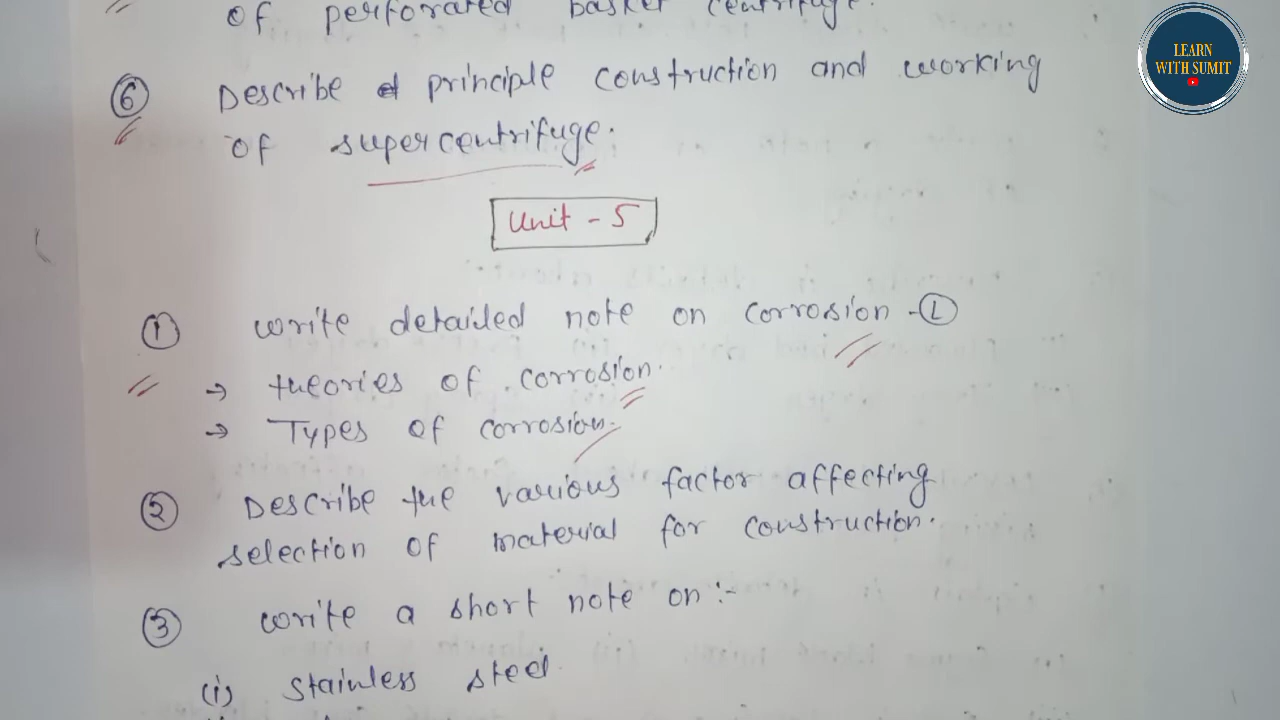 of perforated basket centrifuge.
LEARN
WITH SUMIT
⑥ Describe principle construction and working
of supercentrifuge.
Unit - 5
① write detailed note on corrosion - Ⓛ
→ theories of corrosion.
→ Types of corrosion.
② Describe the various factor affecting
selection of material for construction.
③ write a short note on :-
(i) stainless steel.